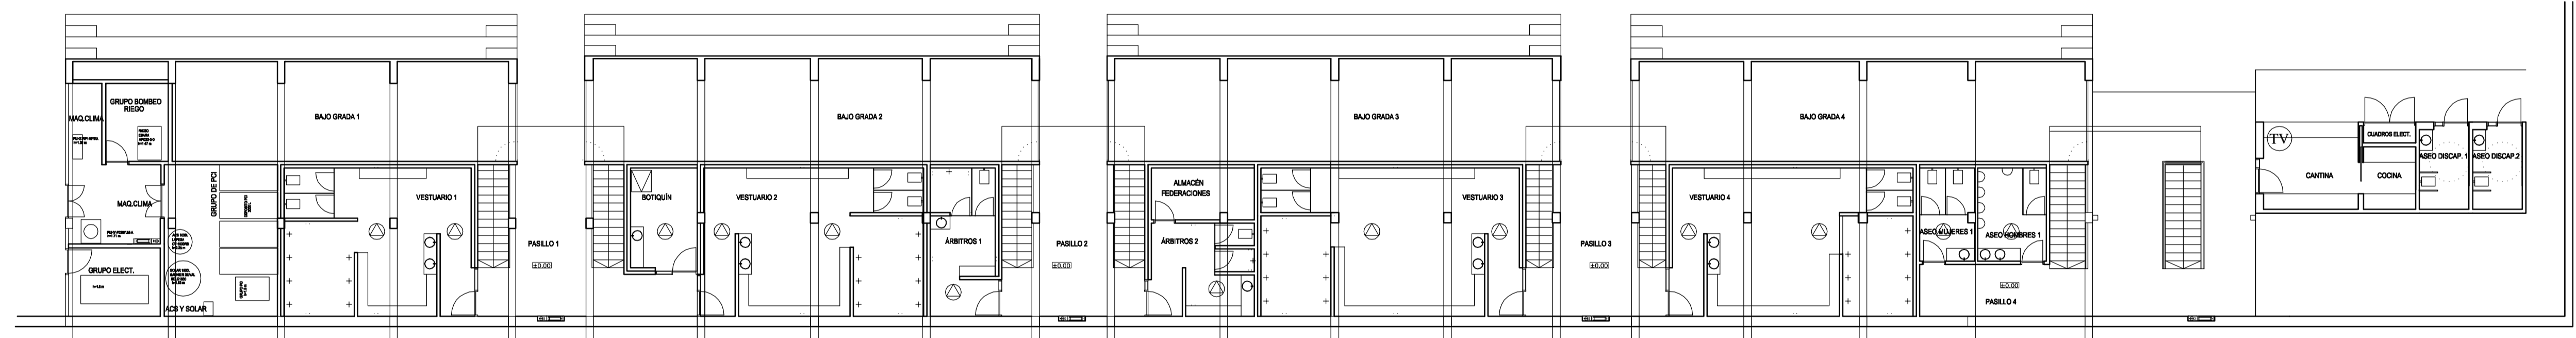 GRUPO BOMBEO
RIEGO
MAQ.CLIMA
BAJO GRADA 1
BAJO GRADA 2
BAJO GRADA 3
BAJO GRADA 4
TV
CUADROS ELECT.
ASEO DISCAP. 1
ASEO DISCAP.2
CANTINA
COCINA
GRUPO DE PCI
MAQ.CLIMA
VESTUARIO 1
BOTIQUÍN
VESTUARIO 2
ALMACÉN
FEDERACIONES
VESTUARIO 3
VESTUARIO 4
PASILLO 1
±0.00
ÁRBITROS 1
PASILLO 2
±0.00
ÁRBITROS 2
PASILLO 3
±0.00
ASEO MUJERES 1
ASEO HOMBRES 1
±0.00
PASILLO 4
GRUPO ELECT.
ACS Y SOLAR